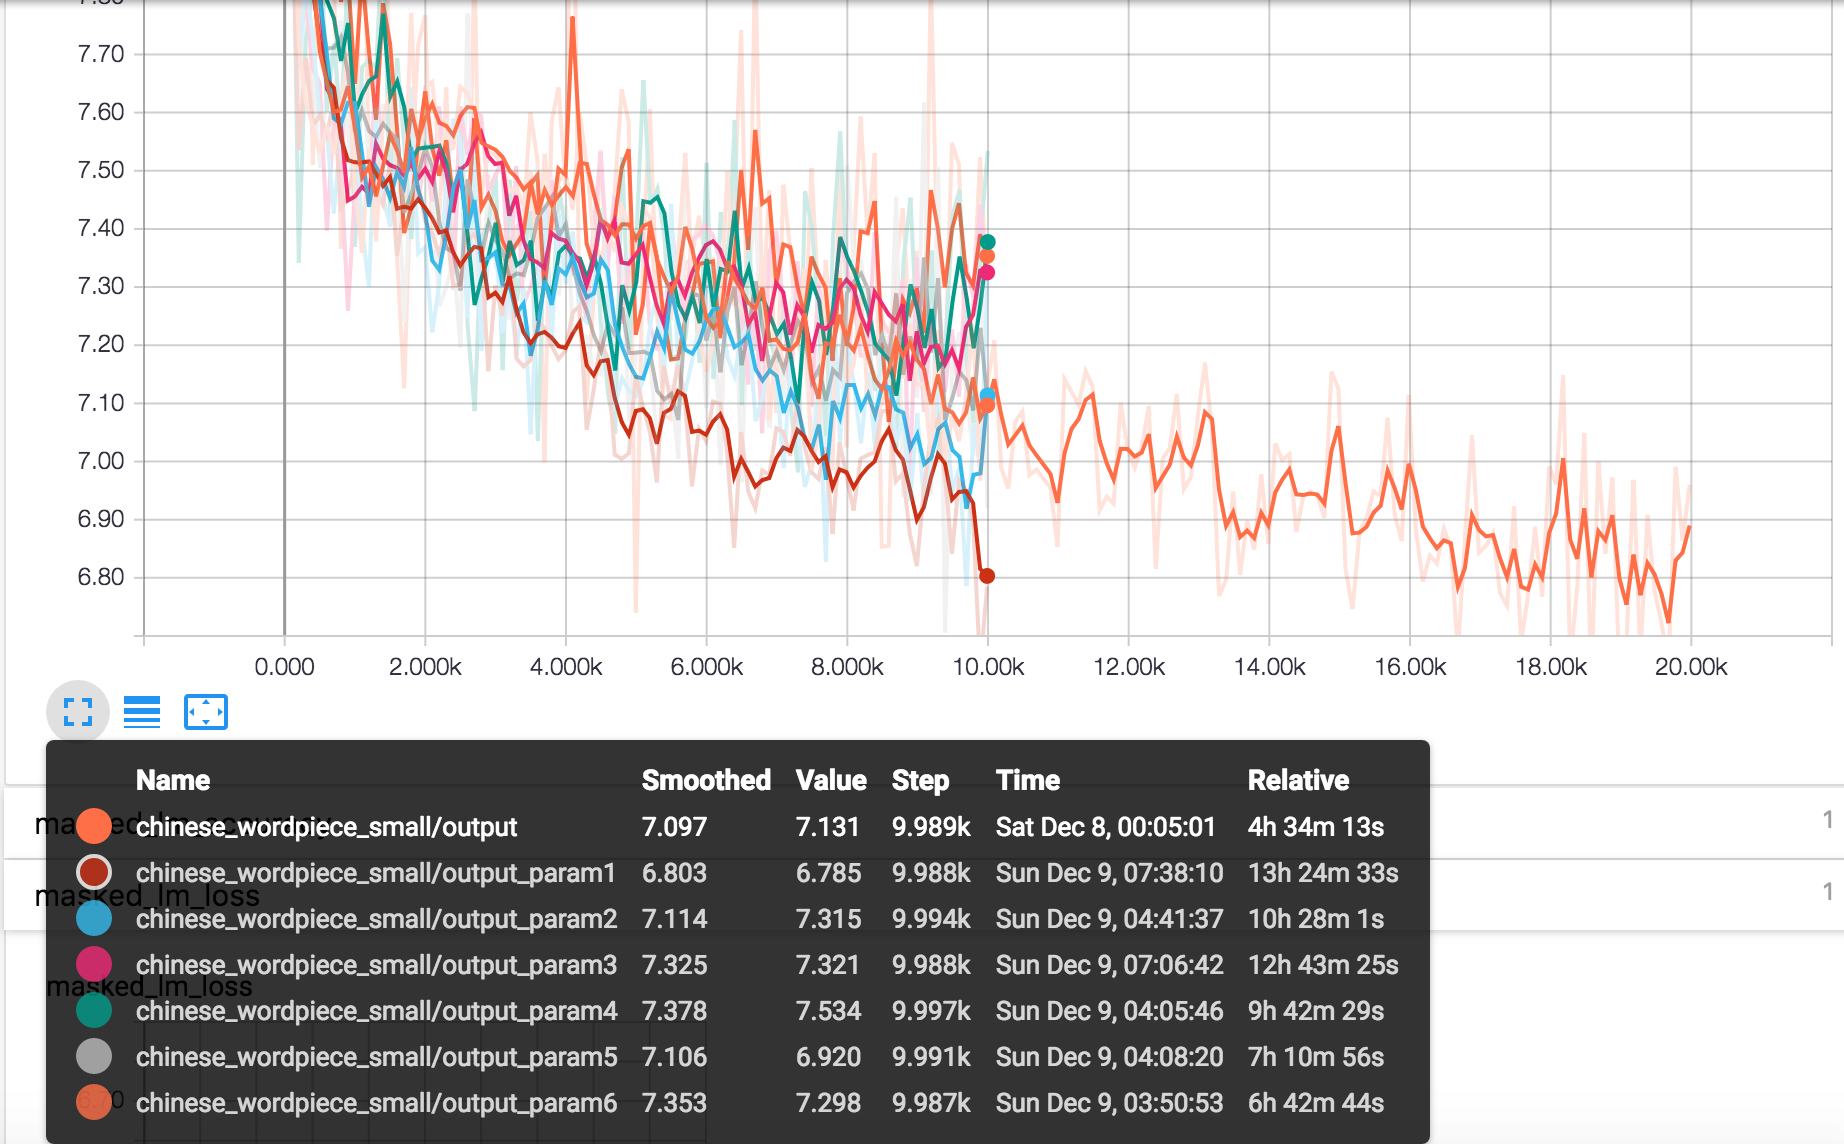 7.70
7.60
7.50
7.40
7.30
7.20
7.10
7.00
6.90
6.80
0.000 2.000k 4.000k 6.000k 8.000k 10.00k 12.00k 14.00k 16.00k 18.00k 20.00k
Name Smoothed Value Step Time Relative
chinese_wordpiece_small/output 7.097 7.131 9.989k Sat Dec 8, 00:05:01 4h 34m 13s
1
chinese_wordpiece_small/output_param1 6.803 6.785 9.988k Sun Dec 9, 07:38:10 13h 24m 33s
masked_lm_loss 1
chinese_wordpiece_small/output_param2 7.114 7.315 9.994k Sun Dec 9, 04:41:37 10h 28m 1s
chinese_wordpiece_small/output_param3 7.325 7.321 9.988k Sun Dec 9, 07:06:42 12h 43m 25s
masked_lm_loss
chinese_wordpiece_small/output_param4 7.378 7.534 9.997k Sun Dec 9, 04:05:46 9h 42m 29s
chinese_wordpiece_small/output_param5 7.106 6.920 9.991k Sun Dec 9, 04:08:20 7h 10m 56s
chinese_wordpiece_small/output_param6 7.353 7.298 9.987k Sun Dec 9, 03:50:53 6h 42m 44s